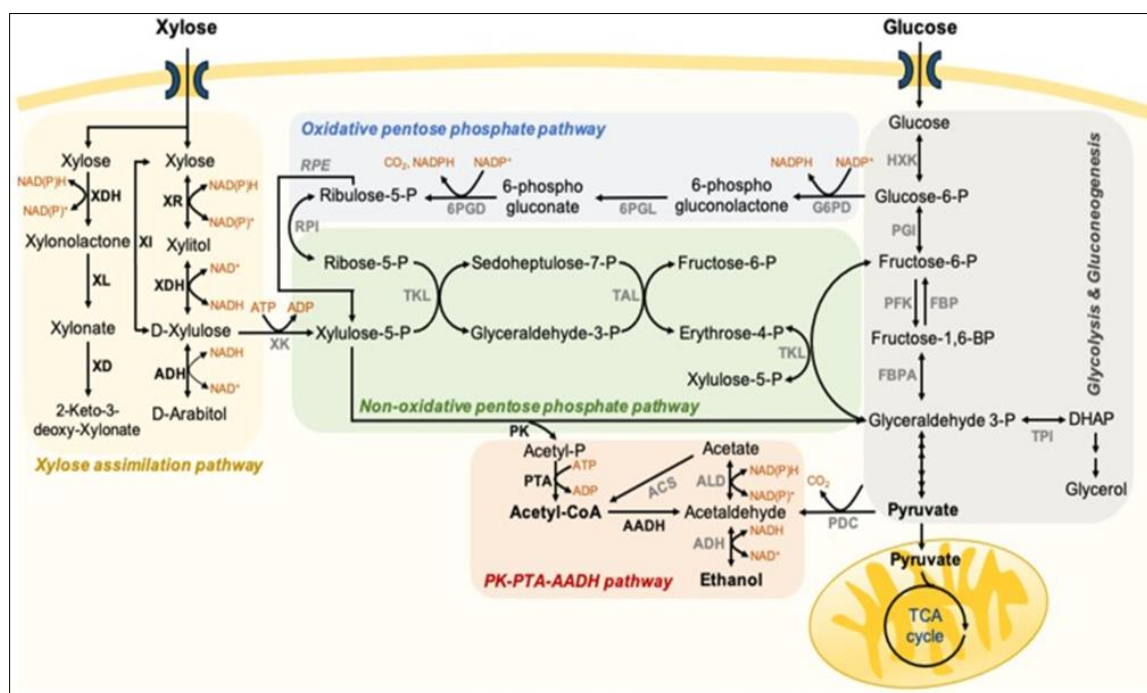 Xylose
Glucose
Xylose
Xylose
NAD(P)H
XDH
NAD(P)⁺
Xylonolactone
XL
Xylonate
XD
2-Keto-3-
deoxy-Xylonate
XI
XR
NAD(P)H
NAD(P)⁺
Xylitol
XDH
NAD⁺
NADH
D-Xylulose
ADH
NADH
NAD⁺
D-Arabitol
Xylose assimilation pathway
ATP
ADP
XK
Oxidative pentose phosphate pathway
RPE
Ribulose-5-P
CO₂, NADPH
NADP⁺
6PGD
6-phospho
gluconate
6PGL
6-phospho
gluconolactone
NADPH
NADP⁺
G6PD
RPI
Ribose-5-P
Xylulose-5-P
TKL
Sedoheptulose-7-P
Glyceraldehyde-3-P
TAL
Fructose-6-P
Erythrose-4-P
TKL
Xylulose-5-P
Non-oxidative pentose phosphate pathway
Glucose
HXK
Glucose-6-P
PGI
Fructose-6-P
PFK
FBP
Fructose-1,6-BP
FBPA
Glyceraldehyde 3-P
TPI
DHAP
Glycerol
Glycolysis & Gluconeogenesis
Pyruvate
PK
Acetyl-P
PTA
ATP
ADP
Acetyl-CoA
AADH
ACS
Acetate
ALD
NAD(P)H
NAD(P)⁺
Acetaldehyde
ADH
NADH
NAD⁺
Ethanol
PK-PTA-AADH pathway
CO₂
PDC
Pyruvate
TCA
cycle